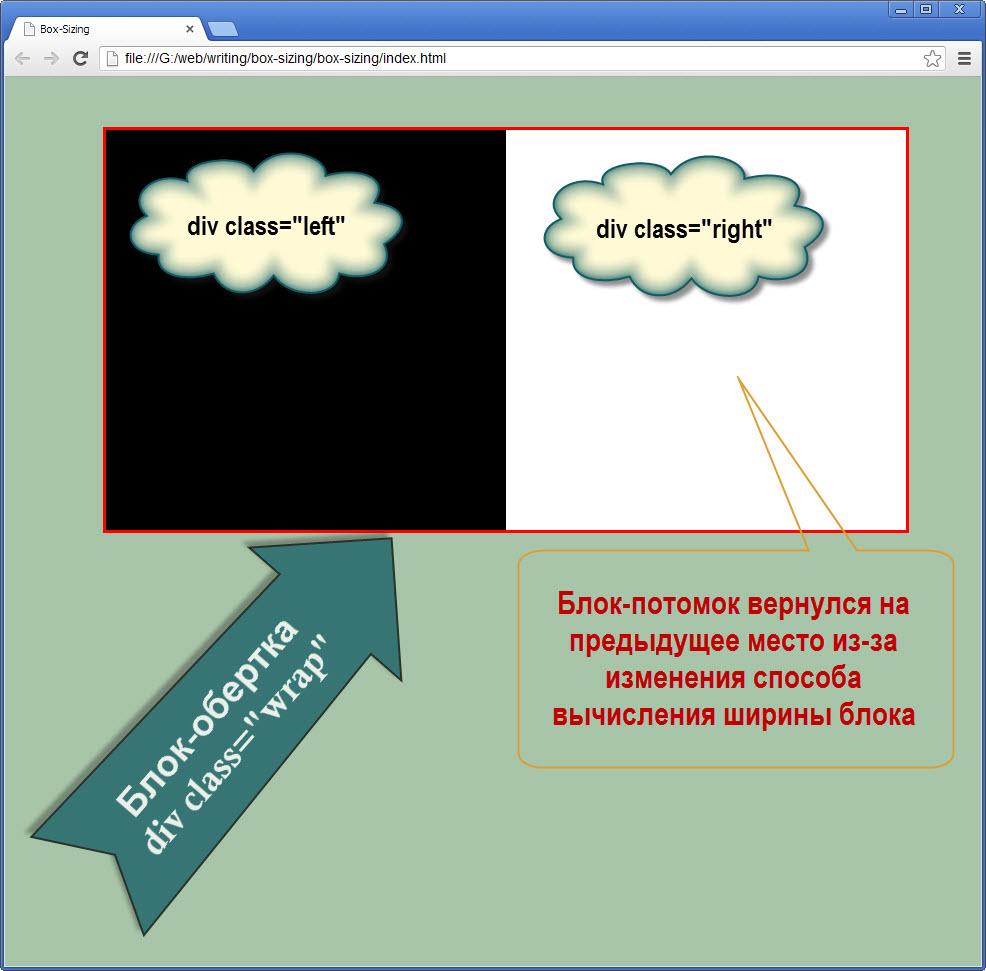 Box-Sizing
file:///G:/web/writing/box-sizing/box-sizing/index.html
div class="left"
div class="right"
Блок-потомок вернулся на
предыдущее место из-за
изменения способа
вычисления ширины блока
Блок-обертка
div class="wrap"